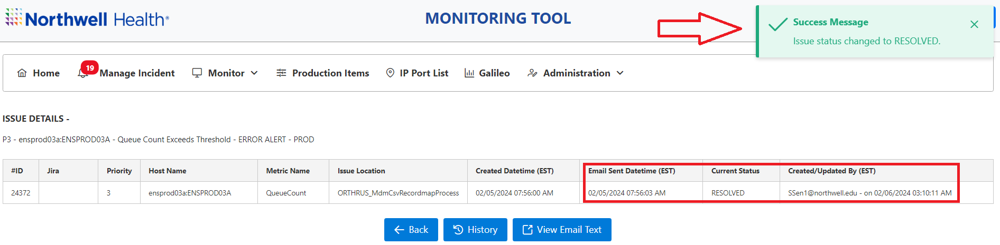 Northwell Health®
MONITORING TOOL
Success Message
Issue status changed to RESOLVED.
Home
19
Manage Incident
Monitor
Production Items
IP Port List
Galileo
Administration
ISSUE DETAILS -
P3 - ensprod03a:ENSPROD03A - Queue Count Exceeds Threshold - ERROR ALERT - PROD
#ID Jira Priority Host Name Metric Name Issue Location Created Datetime (EST) Email Sent Datetime (EST) Current Status Created/Updated By (EST)
24372 3 ensprod03a:ENSPROD03A QueueCount ORTHRUS_MdmCsvRecordmapProcess 02/05/2024 07:56:00 AM 02/05/2024 07:56:03 AM RESOLVED SSen1@northwell.edu - on 02/06/2024 03:10:11 AM
Back
History
View Email Text